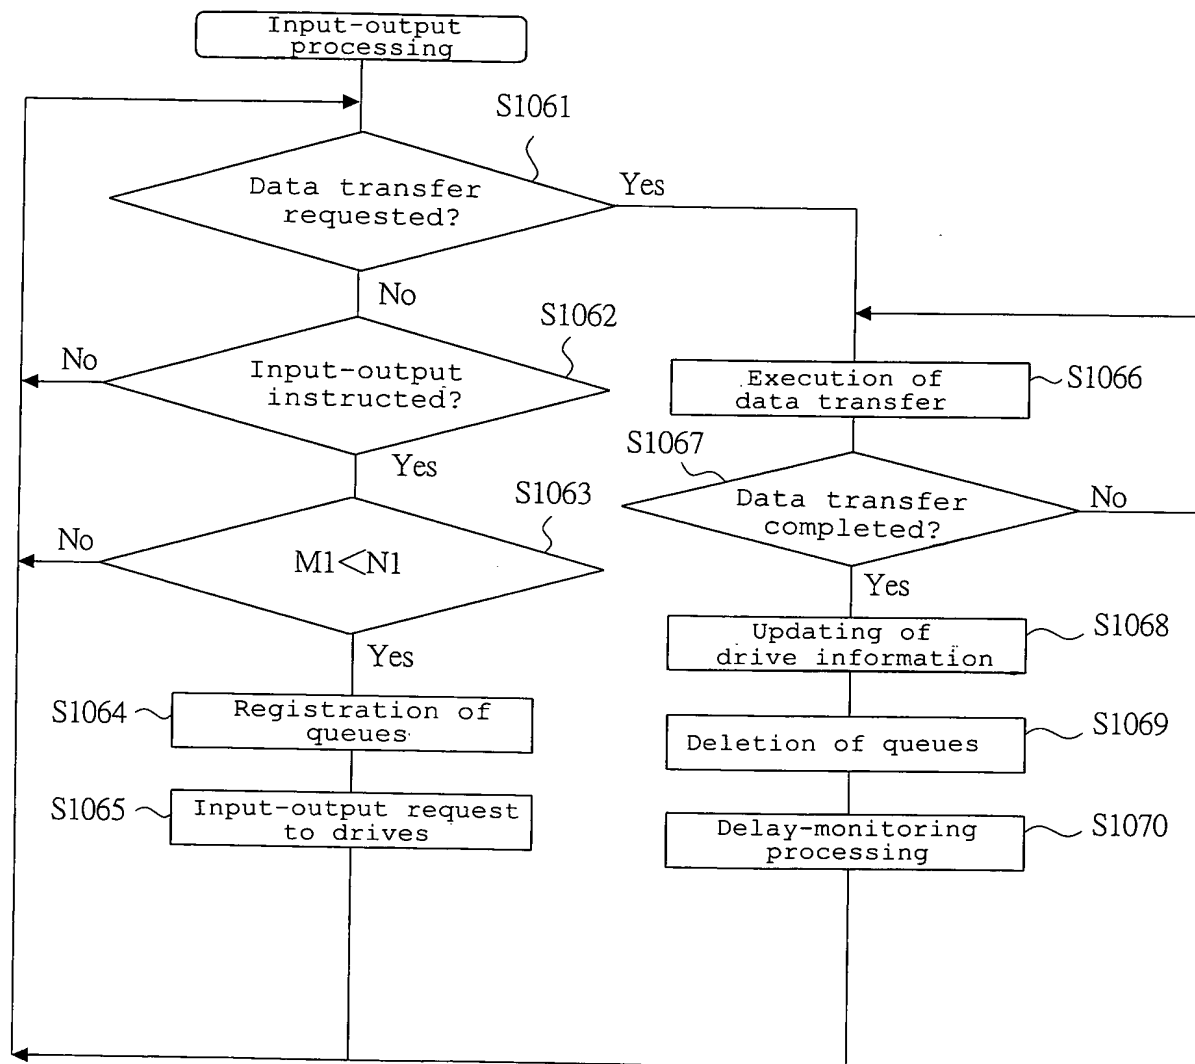 Input-output
processing
S1061
Data transfer
requested?
Yes
No
S1062
No
Input-output
instructed?
Yes
S1063
No
M1<N1
Yes
S1064
Registration of
queues
S1065
Input-output request
to drives
Execution of
data transfer
S1066
S1067
Data transfer
completed?
No
Yes
Updating of
drive information
S1068
Deletion of queues
S1069
Delay-monitoring
processing
S1070